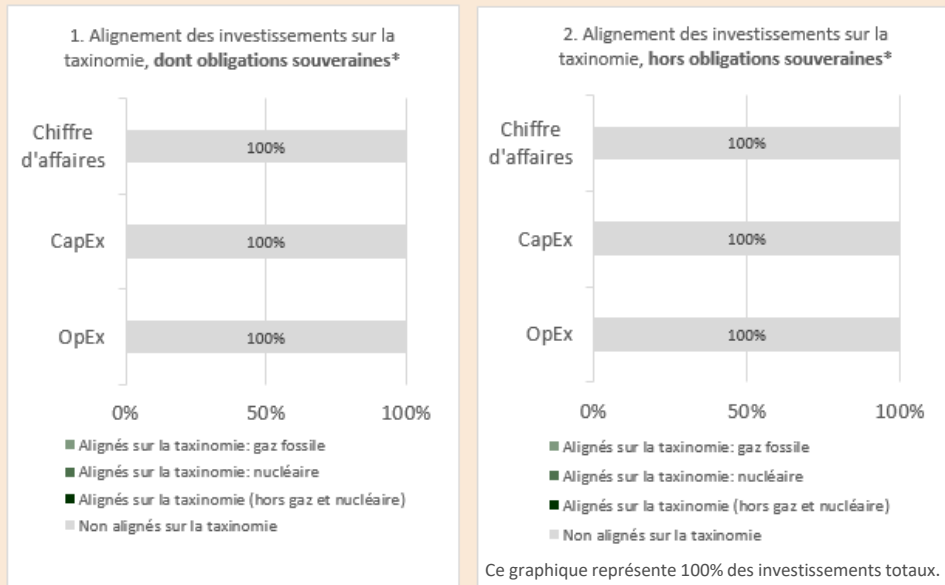 1. Alignement des investissements sur la
taxinomie, dont obligations souveraines*
Chiffre
d'affaires
100%
CapEx
100%
OpEx
100%
0%
50%
100%
Alignés sur la taxinomie: gaz fossile
Alignés sur la taxinomie: nucléaire
Alignés sur la taxinomie (hors gaz et nucléaire)
Non alignés sur la taxinomie
2. Alignement des investissements sur la
taxinomie, hors obligations souveraines*
Chiffre
d'affaires
100%
CapEx
100%
OpEx
100%
0%
50%
100%
Alignés sur la taxinomie: gaz fossile
Alignés sur la taxinomie: nucléaire
Alignés sur la taxinomie (hors gaz et nucléaire)
Non alignés sur la taxinomie
Ce graphique représente 100% des investissements totaux.